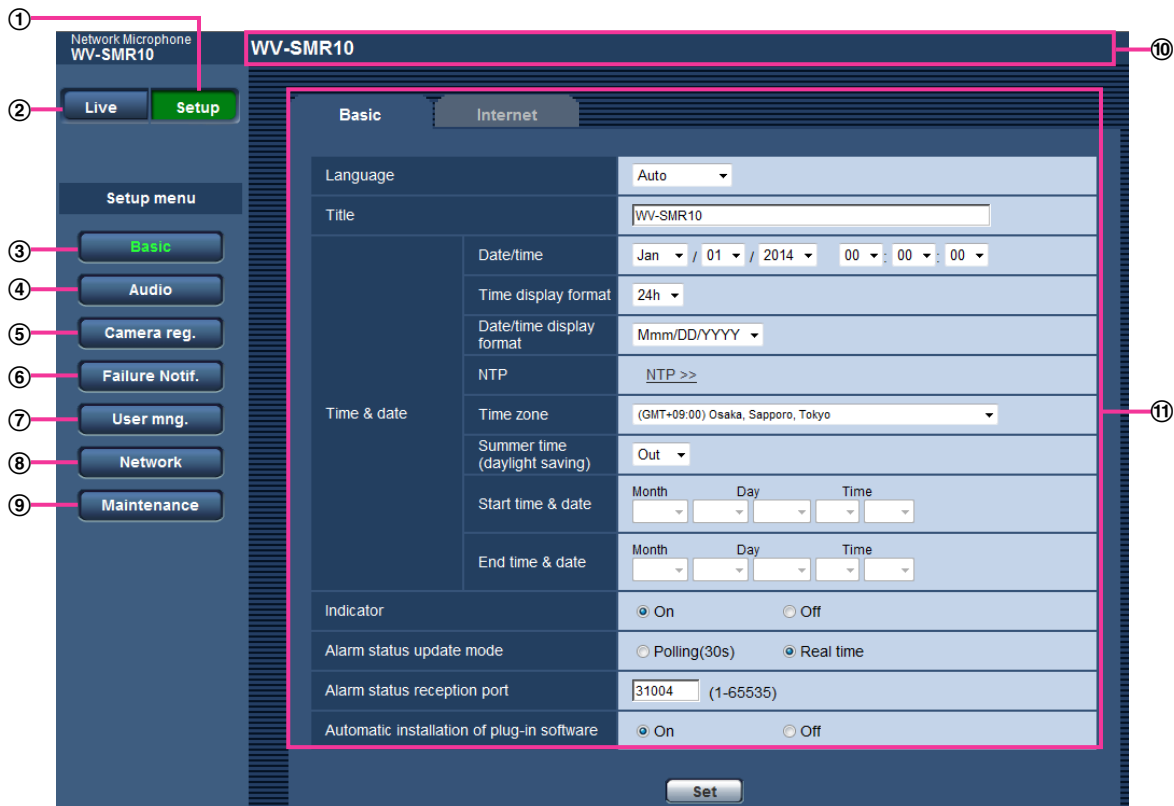 ①
Network Microphone
WV-SMR10
WV-SMR10
⑩
② Live Setup
Basic Internet
⑪
Setup menu
③ Basic
④ Audio
⑤ Camera reg.
⑥ Failure Notif.
⑦ User mng.
⑧ Network
⑨ Maintenance
Language Auto
Title WV-SMR10
Time & date
Date/time Jan / 01 / 2014 00 : 00 : 00
Time display format 24h
Date/time display
format Mmm/DD/YYYY
NTP NTP >>
Time zone (GMT+09:00) Osaka, Sapporo, Tokyo
Summer time
(daylight saving) Out
Start time & date Month Day Time
End time & date Month Day Time
Indicator On Off
Alarm status update mode Polling(30s) Real time
Alarm status reception port 31004 (1-65535)
Automatic installation of plug-in software On Off
Set